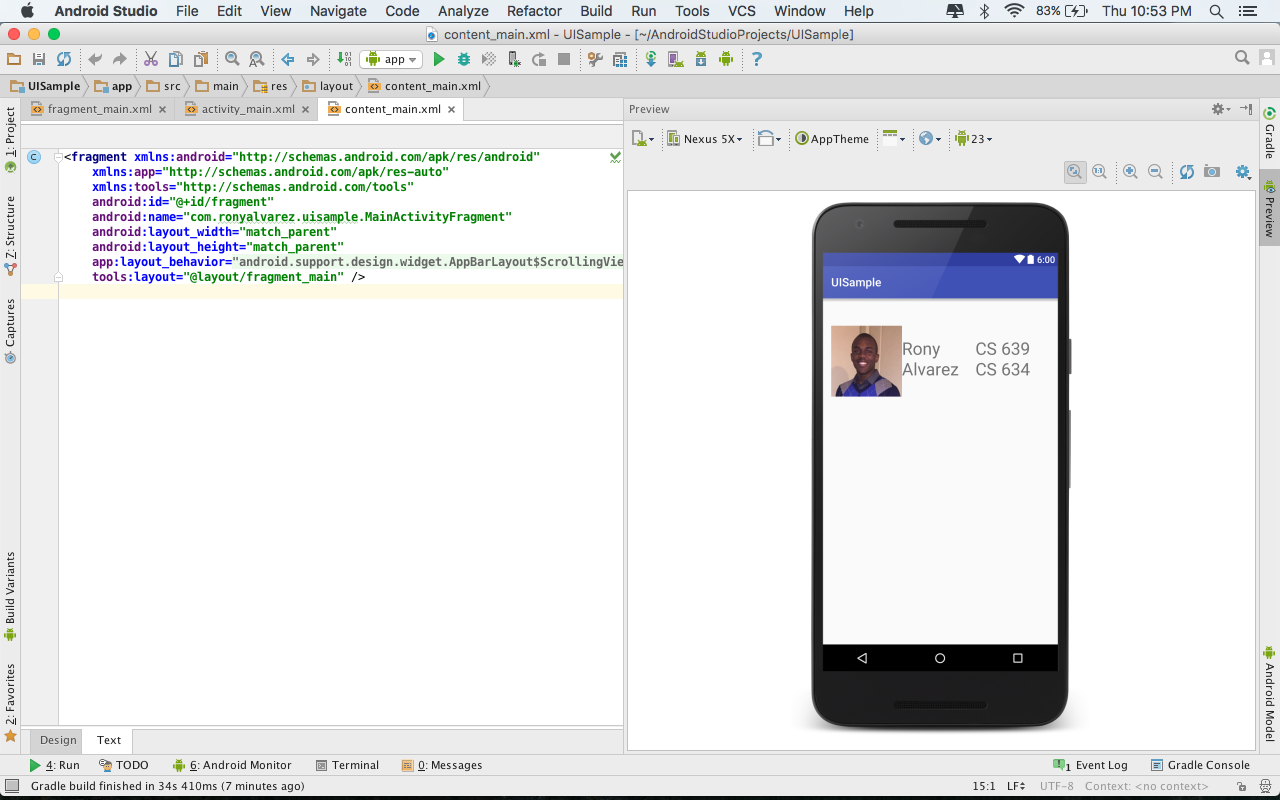 Android Studio File Edit View Navigate Code Analyze Refactor Build Run Tools VCS Window Help 83% Thu 10:53 PM
content_main.xml - UISample - [~/AndroidStudioProjects/UISample]
app
UISample app src main res layout content_main.xml
fragment_main.xml activity_main.xml content_main.xml
Preview
Nexus 5X AppTheme 23
1: Project
Z: Structure
Captures
Build Variants
2: Favorites
C
<fragment xmlns:android="http://schemas.android.com/apk/res/android"
xmlns:app="http://schemas.android.com/apk/res-auto"
xmlns:tools="http://schemas.android.com/tools"
android:id="@+id/fragment"
android:name="com.ronyalvarez.uisample.MainActivityFragment"
android:layout_width="match_parent"
android:layout_height="match_parent"
app:layout_behavior="android.support.design.widget.AppBarLayout$ScrollingVie
tools:layout="@layout/fragment_main" />
6:00
UISample
Rony CS 639
Alvarez CS 634
Gradle
Preview
Android Model
Design Text
4: Run TODO 6: Android Monitor Terminal 0: Messages 1 Event Log Gradle Console
Gradle build finished in 34s 410ms (7 minutes ago) 15:1 LF UTF-8 Context: <no context>